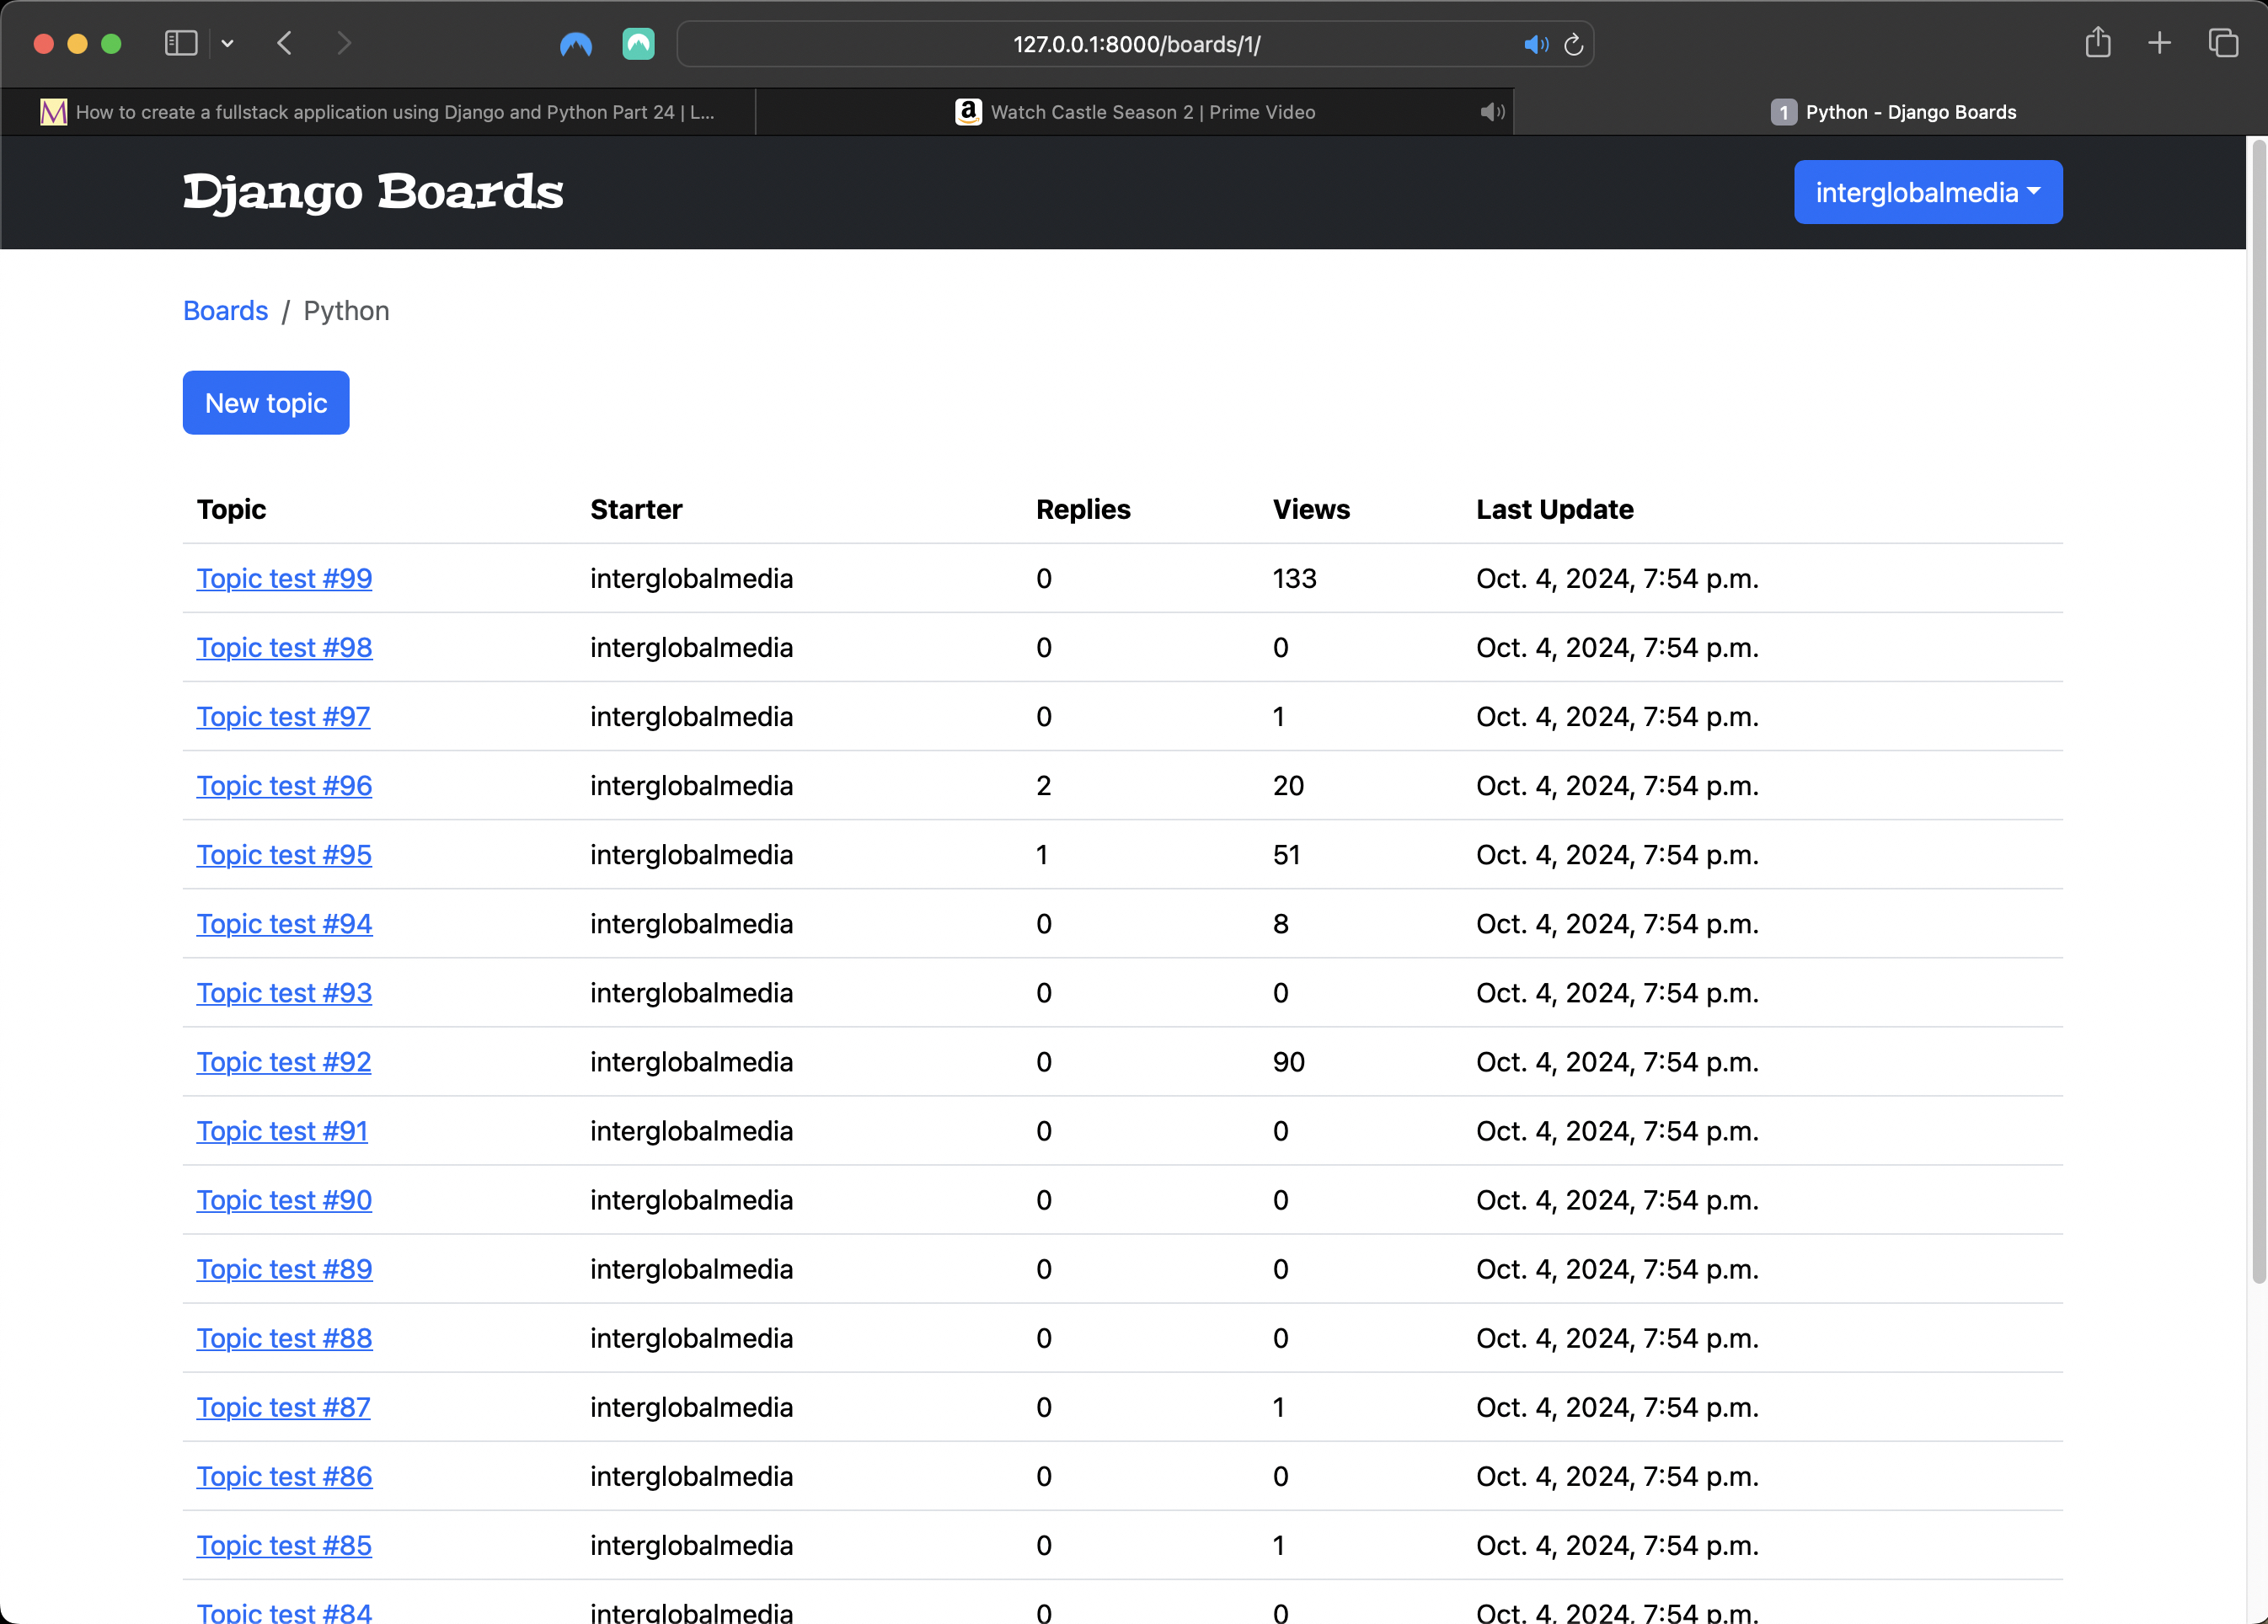 127.0.0.1:8000/boards/1/
How to create a fullstack application using Django and Python Part 24 | L...
a Watch Castle Season 2 | Prime Video
1 Python - Django Boards
Django Boards
interglobalmedia
Boards / Python
New topic
Topic Starter Replies Views Last Update
Topic test #99 interglobalmedia 0 133 Oct. 4, 2024, 7:54 p.m.
Topic test #98 interglobalmedia 0 0 Oct. 4, 2024, 7:54 p.m.
Topic test #97 interglobalmedia 0 1 Oct. 4, 2024, 7:54 p.m.
Topic test #96 interglobalmedia 2 20 Oct. 4, 2024, 7:54 p.m.
Topic test #95 interglobalmedia 1 51 Oct. 4, 2024, 7:54 p.m.
Topic test #94 interglobalmedia 0 8 Oct. 4, 2024, 7:54 p.m.
Topic test #93 interglobalmedia 0 0 Oct. 4, 2024, 7:54 p.m.
Topic test #92 interglobalmedia 0 90 Oct. 4, 2024, 7:54 p.m.
Topic test #91 interglobalmedia 0 0 Oct. 4, 2024, 7:54 p.m.
Topic test #90 interglobalmedia 0 0 Oct. 4, 2024, 7:54 p.m.
Topic test #89 interglobalmedia 0 0 Oct. 4, 2024, 7:54 p.m.
Topic test #88 interglobalmedia 0 0 Oct. 4, 2024, 7:54 p.m.
Topic test #87 interglobalmedia 0 1 Oct. 4, 2024, 7:54 p.m.
Topic test #86 interglobalmedia 0 0 Oct. 4, 2024, 7:54 p.m.
Topic test #85 interglobalmedia 0 1 Oct. 4, 2024, 7:54 p.m.
Topic test #84 interglobalmedia 0 0 Oct. 4, 2024, 7:54 p.m.